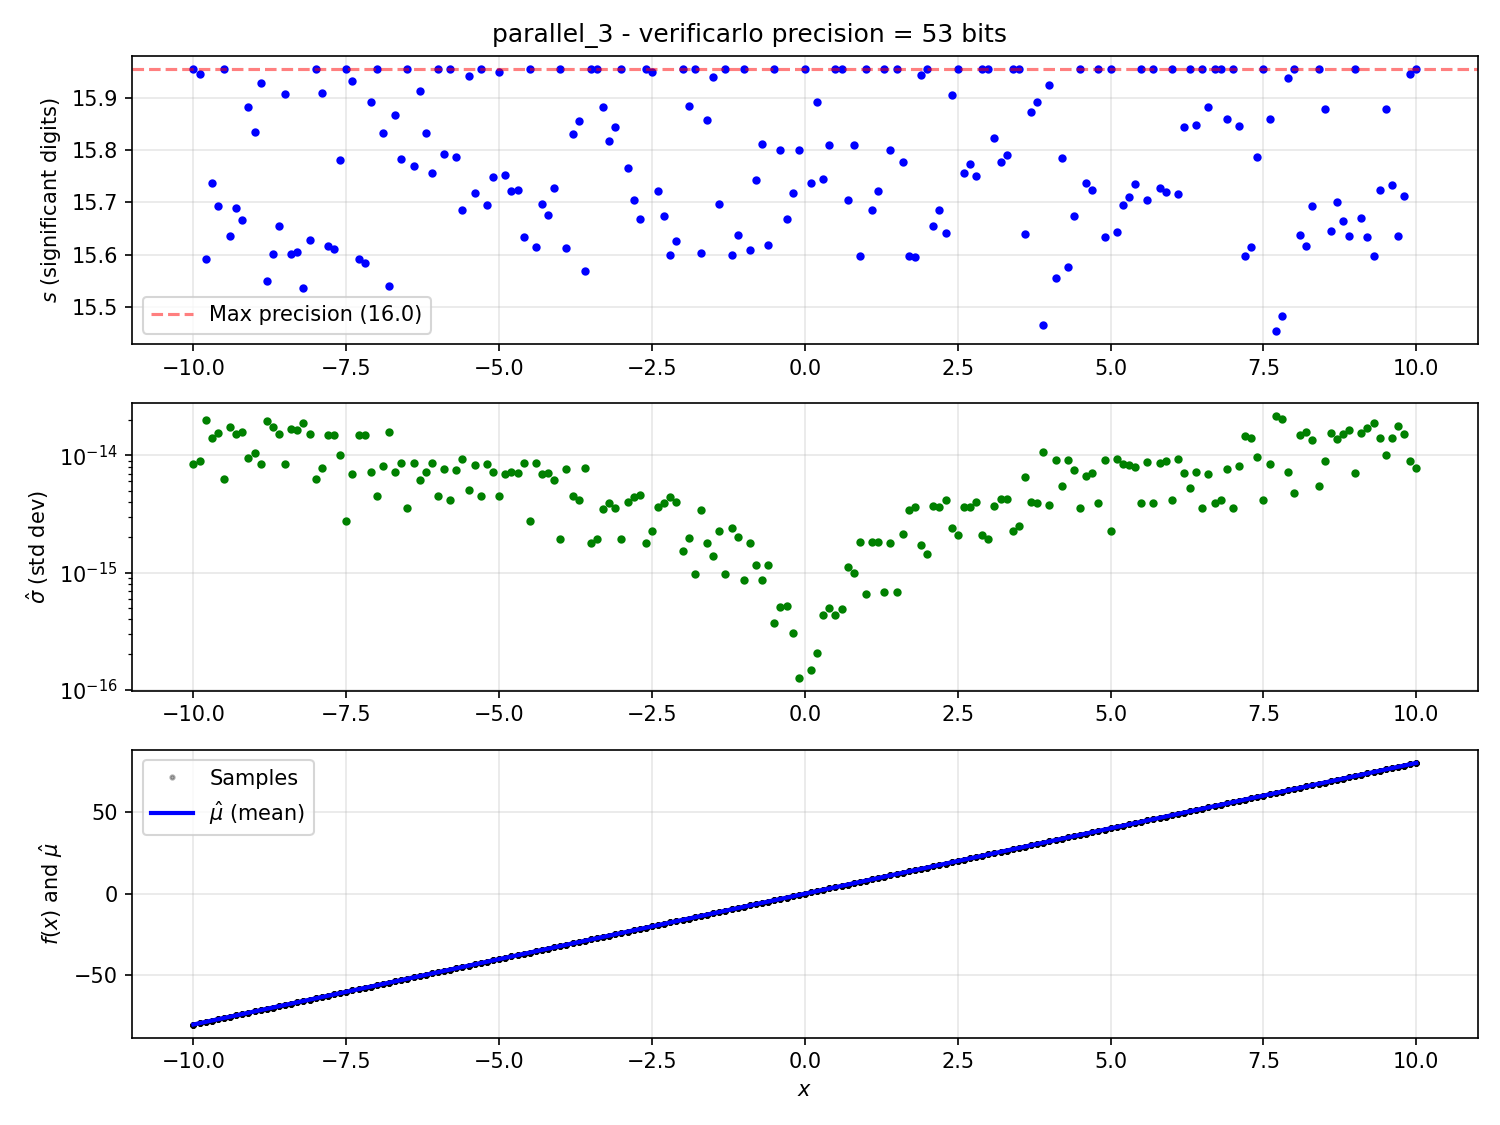 parallel_3 - verificarlo precision = 53 bits
s (significant digits)
15.9
15.8
15.7
15.6
15.5
Max precision (16.0)
−10.0 −7.5 −5.0 −2.5 0.0 2.5 5.0 7.5 10.0
σ̂ (std dev)
10⁻¹⁴
10⁻¹⁵
10⁻¹⁶
−10.0 −7.5 −5.0 −2.5 0.0 2.5 5.0 7.5 10.0
f(x) and μ̂
Samples
μ̂ (mean)
50
0
−50
−10.0 −7.5 −5.0 −2.5 0.0 2.5 5.0 7.5 10.0
x